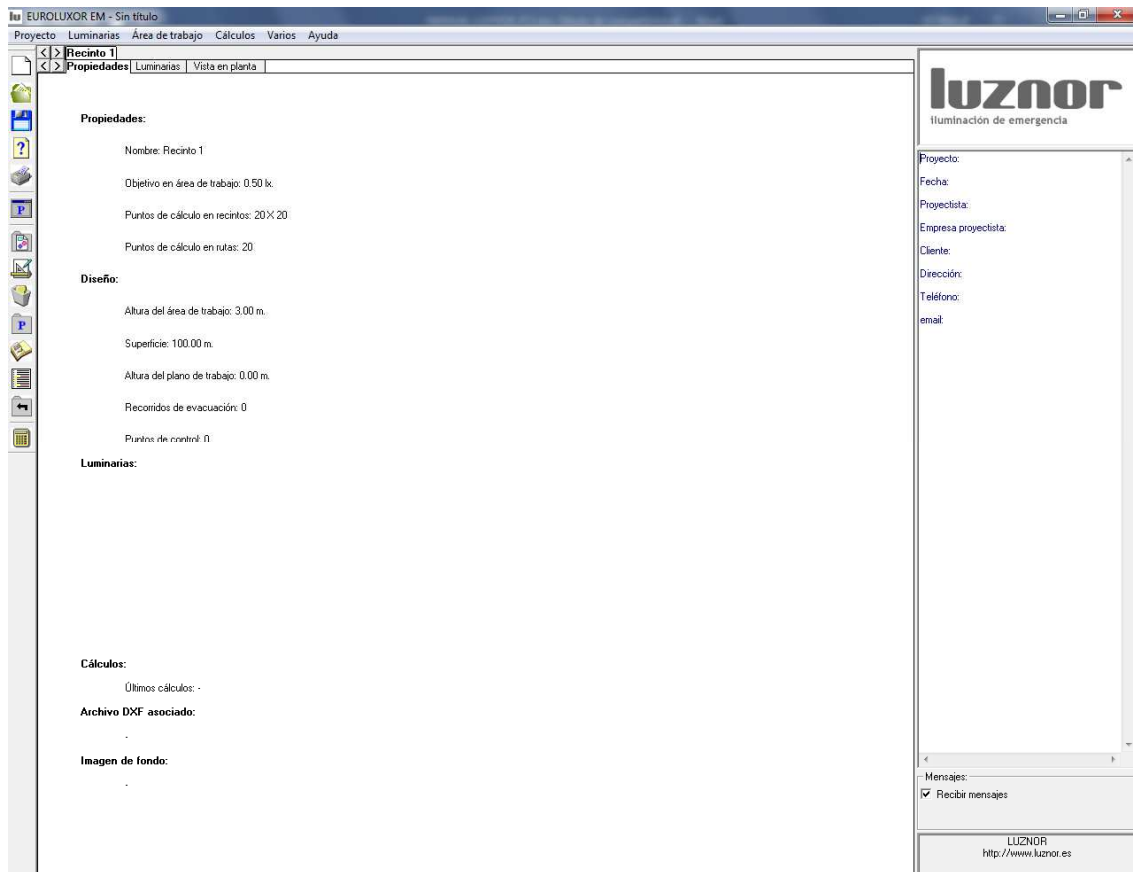 lu EUROLUXOR EM - Sin título
Proyecto Luminarias Área de trabajo Cálculos Varios Ayuda
< > Recinto 1
< > Propiedades Luminarias Vista en planta
Propiedades:
Nombre: Recinto 1
Objetivo en área de trabajo: 0.50 lx.
Puntos de cálculo en recintos: 20 X 20
Puntos de cálculo en rutas: 20
Diseño:
Altura del área de trabajo: 3.00 m.
Superficie: 100.00 m.
Altura del plano de trabajo: 0.00 m.
Recorridos de evacuación: 0
Puntos de control: 0
Luminarias:
Cálculos:
Últimos cálculos: -
Archivo DXF asociado:
-
Imagen de fondo:
-
luznor
iluminación de emergencia
Proyecto:
Fecha:
Proyectista:
Empresa proyectista:
Cliente:
Dirección:
Teléfono:
email:
Mensajes:
Recibir mensajes
LUZNOR
http://www.luznor.es
?
P
P